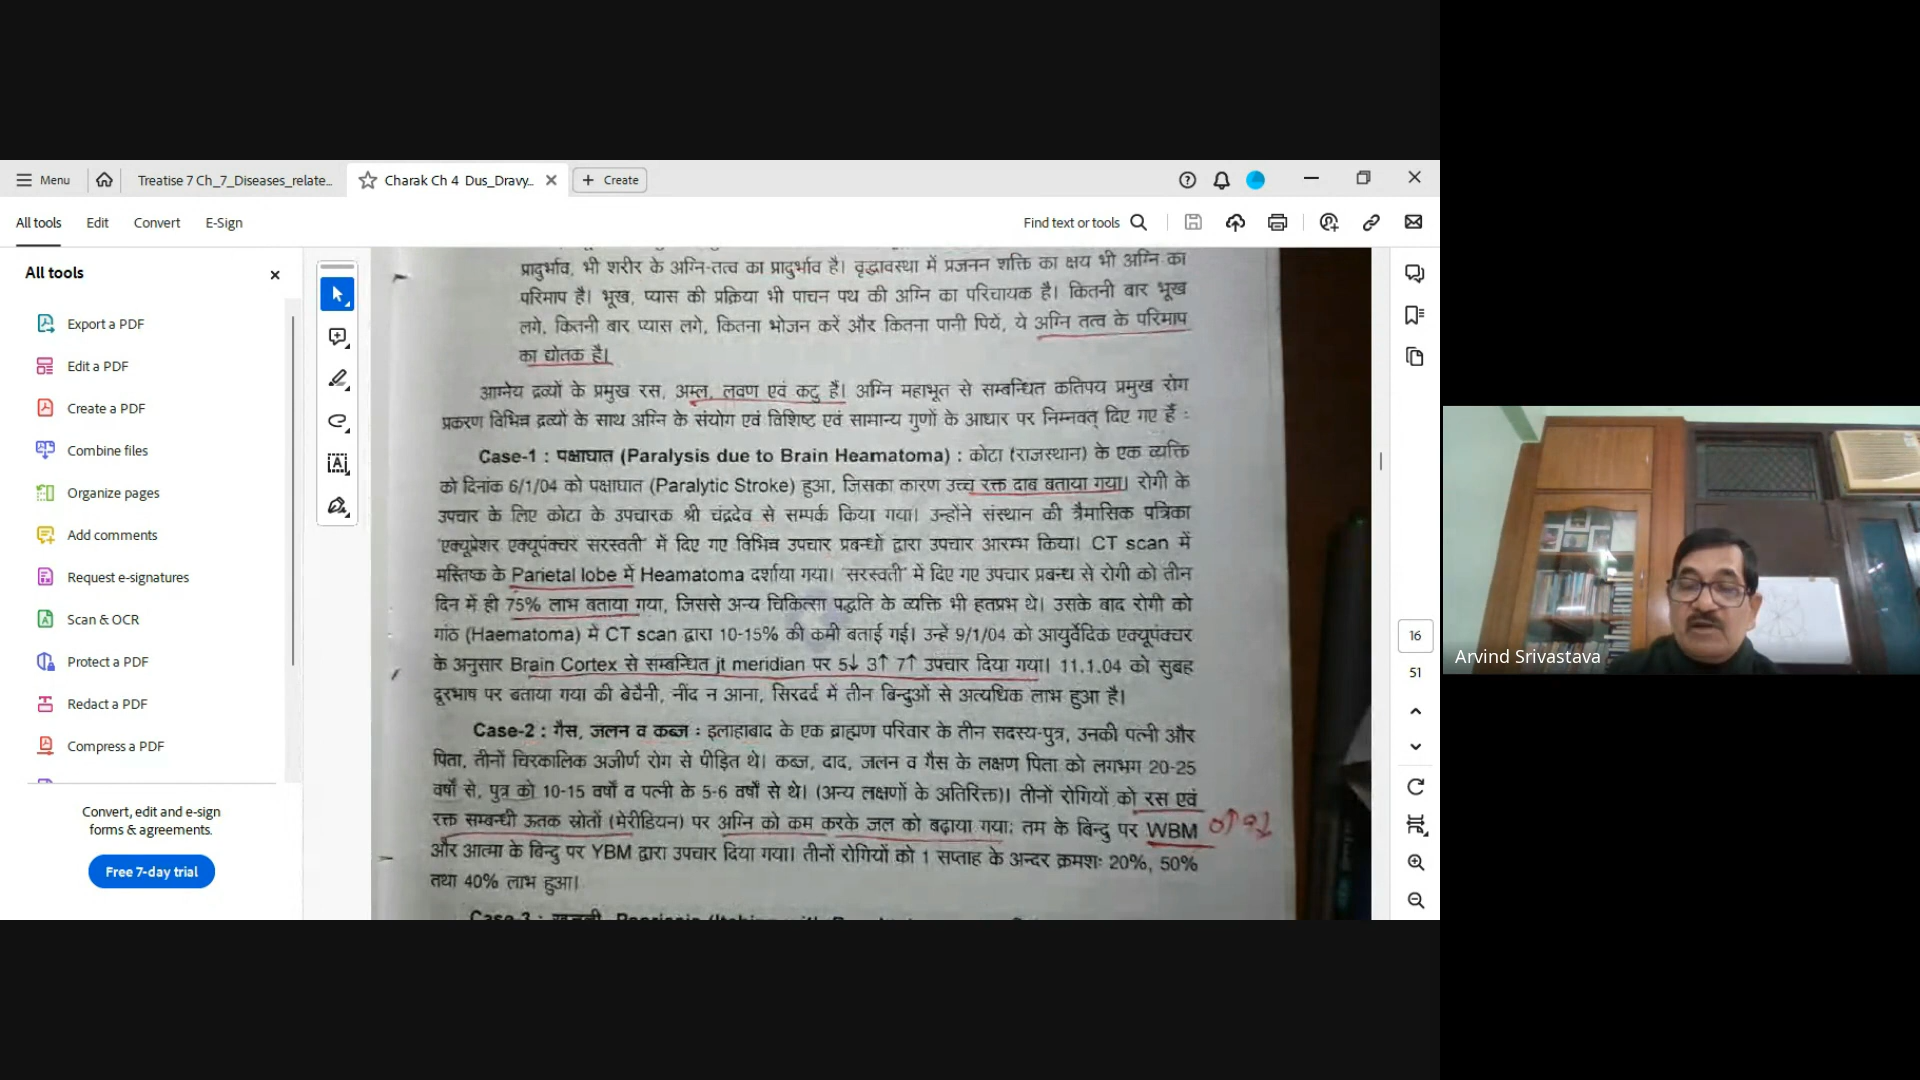 Menu
Treatise 7 Ch_7_Diseases_relate...
Charak Ch 4 Dus_Dravy...
Create
All tools
Edit
Convert
E-Sign
Find text or tools
All tools
Export a PDF
Edit a PDF
Create a PDF
Combine files
Organize pages
Add comments
Request e-signatures
Scan & OCR
Protect a PDF
Redact a PDF
Compress a PDF
Convert, edit and e-sign
forms & agreements.
Free 7-day trial
प्रादुर्भाव, भी शरीर के अग्नि-तत्व का प्रादुर्भाव है। वृद्धावस्था में प्रजनन शक्ति का क्षय भी अग्नि का
परिमाप है। भूख, प्यास की प्रक्रिया भी पाचन पथ की अग्नि का परिचायक है। कितनी बार भूख
लगे, कितनी बार प्यास लगे, कितना भोजन करें और कितना पानी पियें, ये अग्नि तत्व के परिमाप
का द्योतक है।
आग्नेय द्रव्यों के प्रमुख रस, अम्ल, लवण एवं कटु हैं। अग्नि महाभूत से सम्बन्धित कतिपय प्रमुख रोग
प्रकरण विभिन्न द्रव्यों के साथ अग्नि के संयोग एवं विशिष्ट एवं सामान्य गुणों के आधार पर निम्नवत् दिए गए हैं :
Case-1 : पक्षाघात (Paralysis due to Brain Heamatoma) : कोटा (राजस्थान) के एक व्यक्ति
को दिनांक 6/1/04 को पक्षाघात (Paralytic Stroke) हुआ, जिसका कारण उच्च रक्त दाब बताया गया। रोगी के
उपचार के लिए कोटा के उपचारक श्री चंद्रदेव से सम्पर्क किया गया। उन्होंने संस्थान की त्रैमासिक पत्रिका
'एक्यूप्रेशर एक्यूपंक्चर सरस्वती' में दिए गए विभिन्न उपचार प्रबन्धों द्वारा उपचार आरम्भ किया। CT scan में
मस्तिष्क के Parietal lobe में Heamatoma दर्शाया गया। 'सरस्वती' में दिए गए उपचार प्रबन्ध से रोगी को तीन
दिन में ही 75% लाभ बताया गया, जिससे अन्य चिकित्सा पद्धति के व्यक्ति भी हतप्रभ थे। उसके बाद रोगी को
गांठ (Haematoma) में CT scan द्वारा 10-15% की कमी बताई गई। उन्हें 9/1/04 को आयुर्वेदिक एक्यूपंक्चर
के अनुसार Brain Cortex से सम्बन्धित jt meridian पर 5↓ 3↑ 7↑ उपचार दिया गया। 11.1.04 को सुबह
दूरभाष पर बताया गया की बेचैनी, नींद न आना, सिरदर्द में तीन बिन्दुओं से अत्यधिक लाभ हुआ है।
Case-2 : गैस, जलन व कब्ज : इलाहाबाद के एक ब्राह्मण परिवार के तीन सदस्य-पुत्र, उनकी पत्नी और
पिता, तीनों चिरकालिक अजीर्ण रोग से पीड़ित थे। कब्ज, दाद, जलन व गैस के लक्षण पिता को लगभग 20-25
वर्षों से, पुत्र को 10-15 वर्षों व पत्नी के 5-6 वर्षों से थे। (अन्य लक्षणों के अतिरिक्त)। तीनों रोगियों को रस एवं
रक्त सम्बन्धी ऊतक स्रोतों (मेरीडियन) पर अग्नि को कम करके जल को बढ़ाया गया; तम के बिन्दु पर WBM 0↑ 9↓
और आत्मा के बिन्दु पर YBM द्वारा उपचार दिया गया। तीनों रोगियों को 1 सप्ताह के अन्दर क्रमशः 20%, 50%
तथा 40% लाभ हुआ।
16
51
Arvind Srivastava